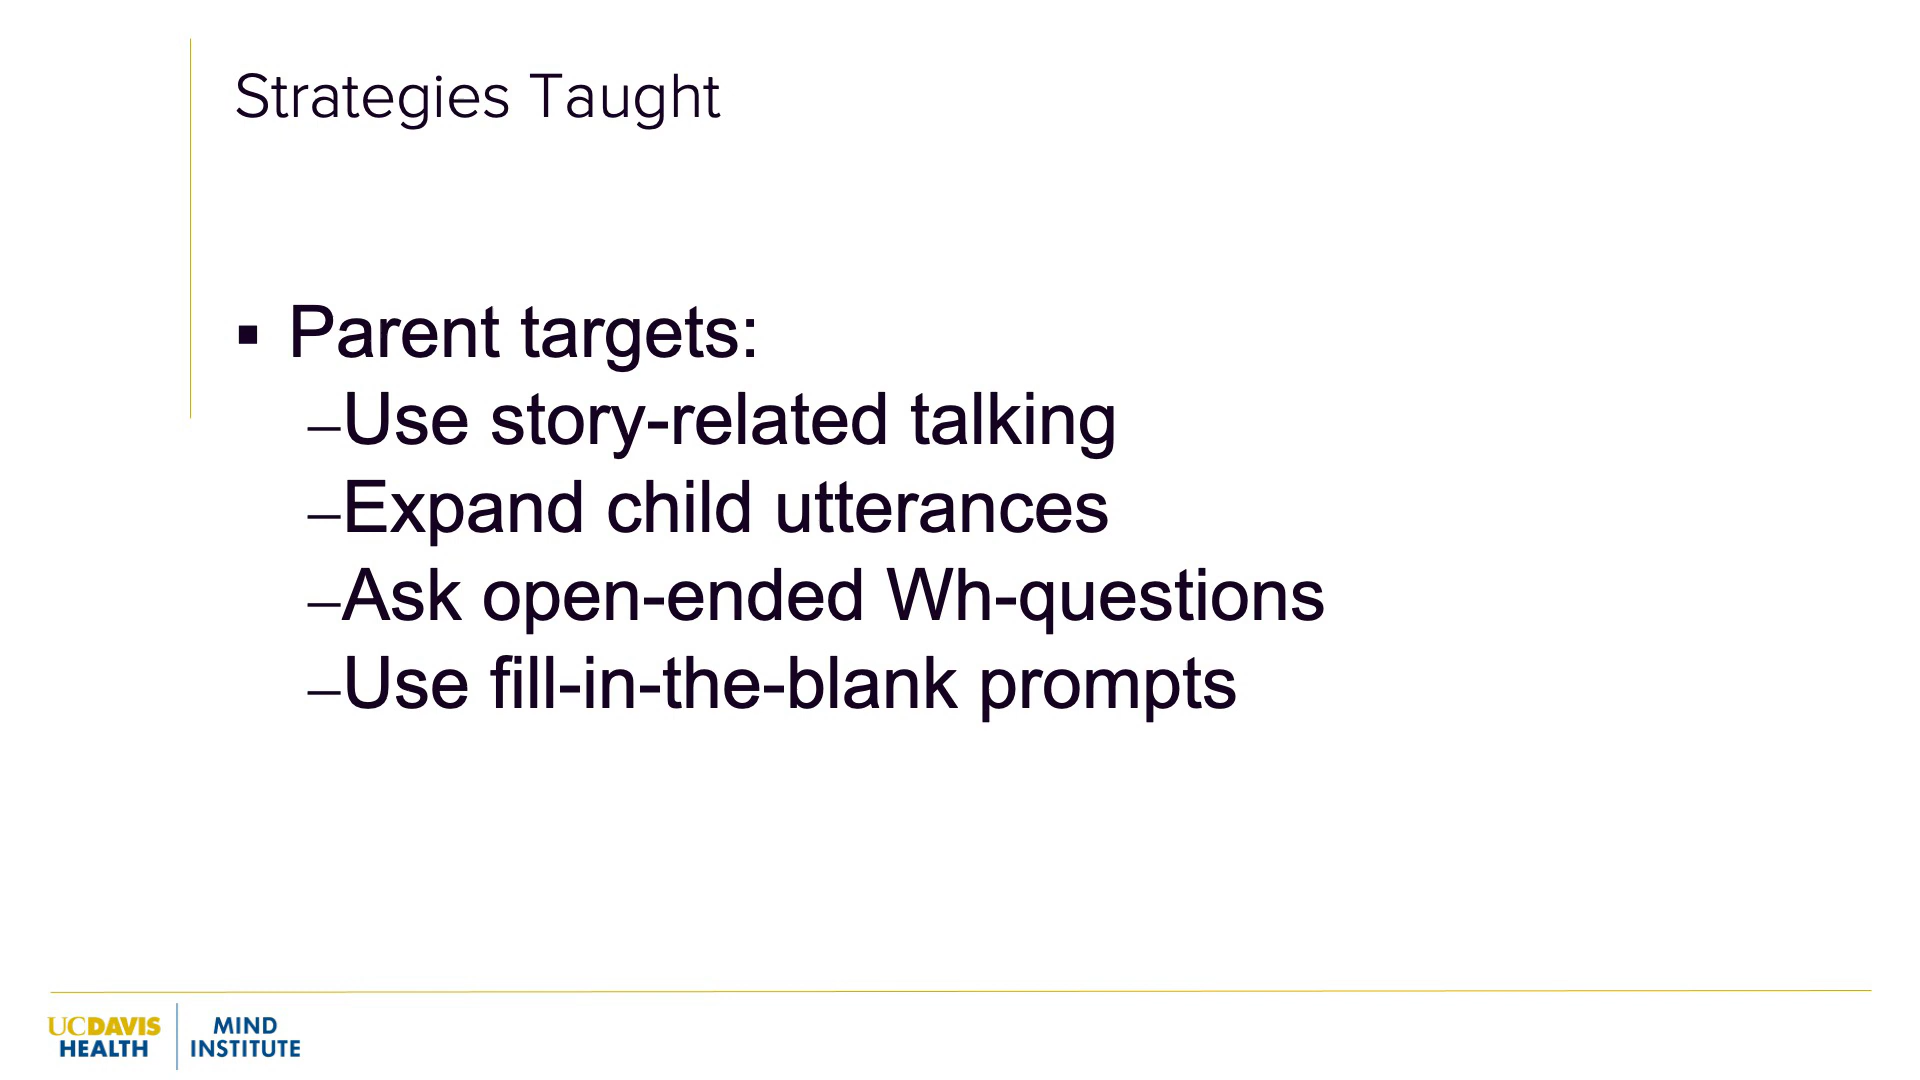 Strategies Taught
▪ Parent targets:
–Use story-related talking
–Expand child utterances
–Ask open-ended Wh-questions
–Use fill-in-the-blank prompts
UCDAVIS
HEALTH
MIND
INSTITUTE